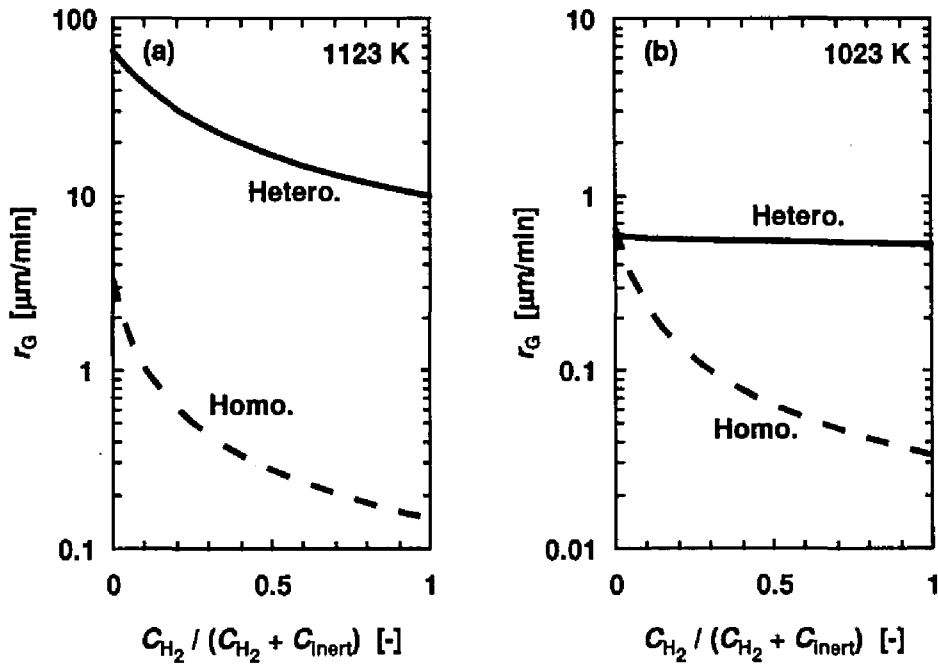 (a) 1123 K
100
10
1
0.1
r_G [μm/min]
Hetero.
Homo.
0 0.5 1
C_H₂ / (C_H₂ + C_Inert) [-]
(b) 1023 K
10
1
0.1
0.01
r_G [μm/min]
Hetero.
Homo.
0 0.5 1
C_H₂ / (C_H₂ + C_Inert) [-]